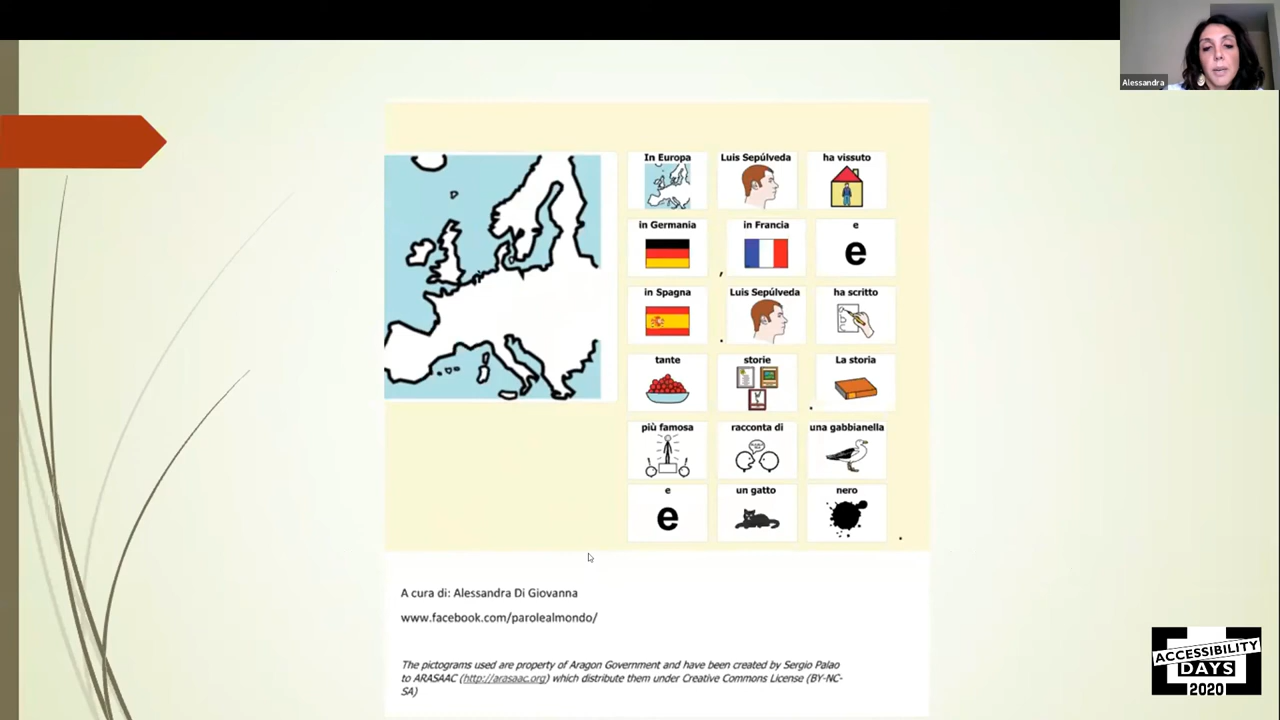 Alessandra
In Europa Luis Sepúlveda ha vissuto
in Germania , in Francia e
e
in Spagna . Luis Sepúlveda ha scritto
tante storie . La storia
più famosa racconta di una gabbianella
e un gatto nero .
e
A cura di: Alessandra Di Giovanna
www.facebook.com/parolealmondo/
The pictograms used are property of Aragon Government and have been created by Sergio Palao
to ARASAAC (http://arasaac.org) which distribute them under Creative Commons License (BY-NC-
SA)
ACCESSIBILITY
DAYS
2020